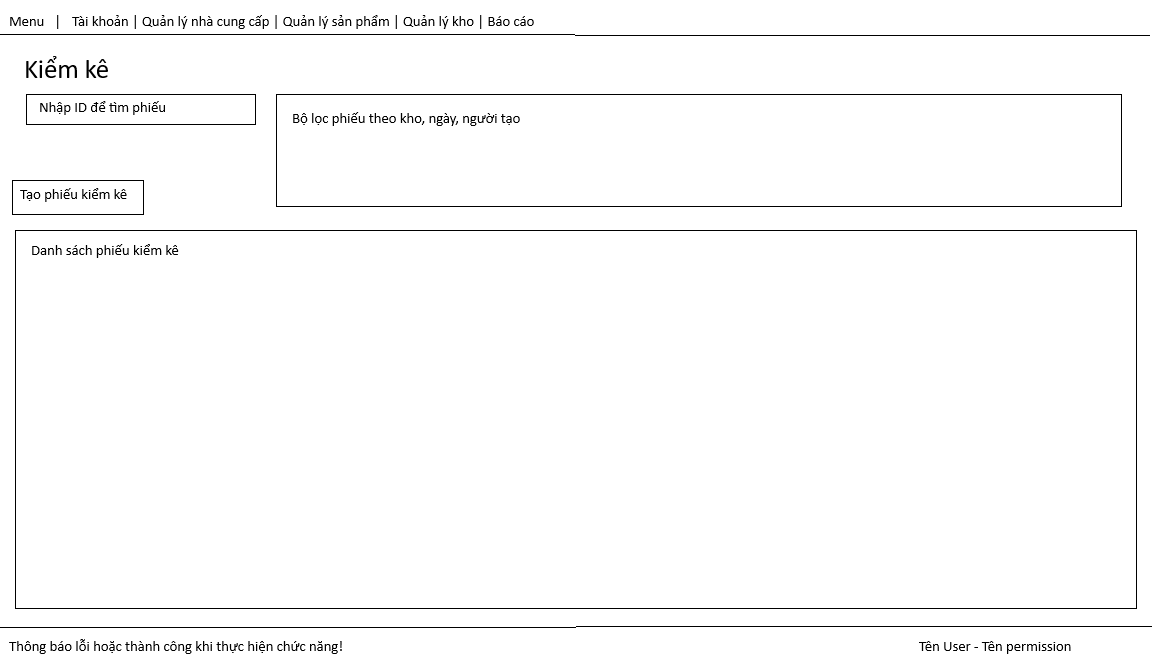 Menu | Tài khoản | Quản lý nhà cung cấp | Quản lý sản phẩm | Quản lý kho | Báo cáo
Kiểm kê
Nhập ID để tìm phiếu
Bộ lọc phiếu theo kho, ngày, người tạo
Tạo phiếu kiểm kê
Danh sách phiếu kiểm kê
Thông báo lỗi hoặc thành công khi thực hiện chức năng!
Tên User - Tên permission